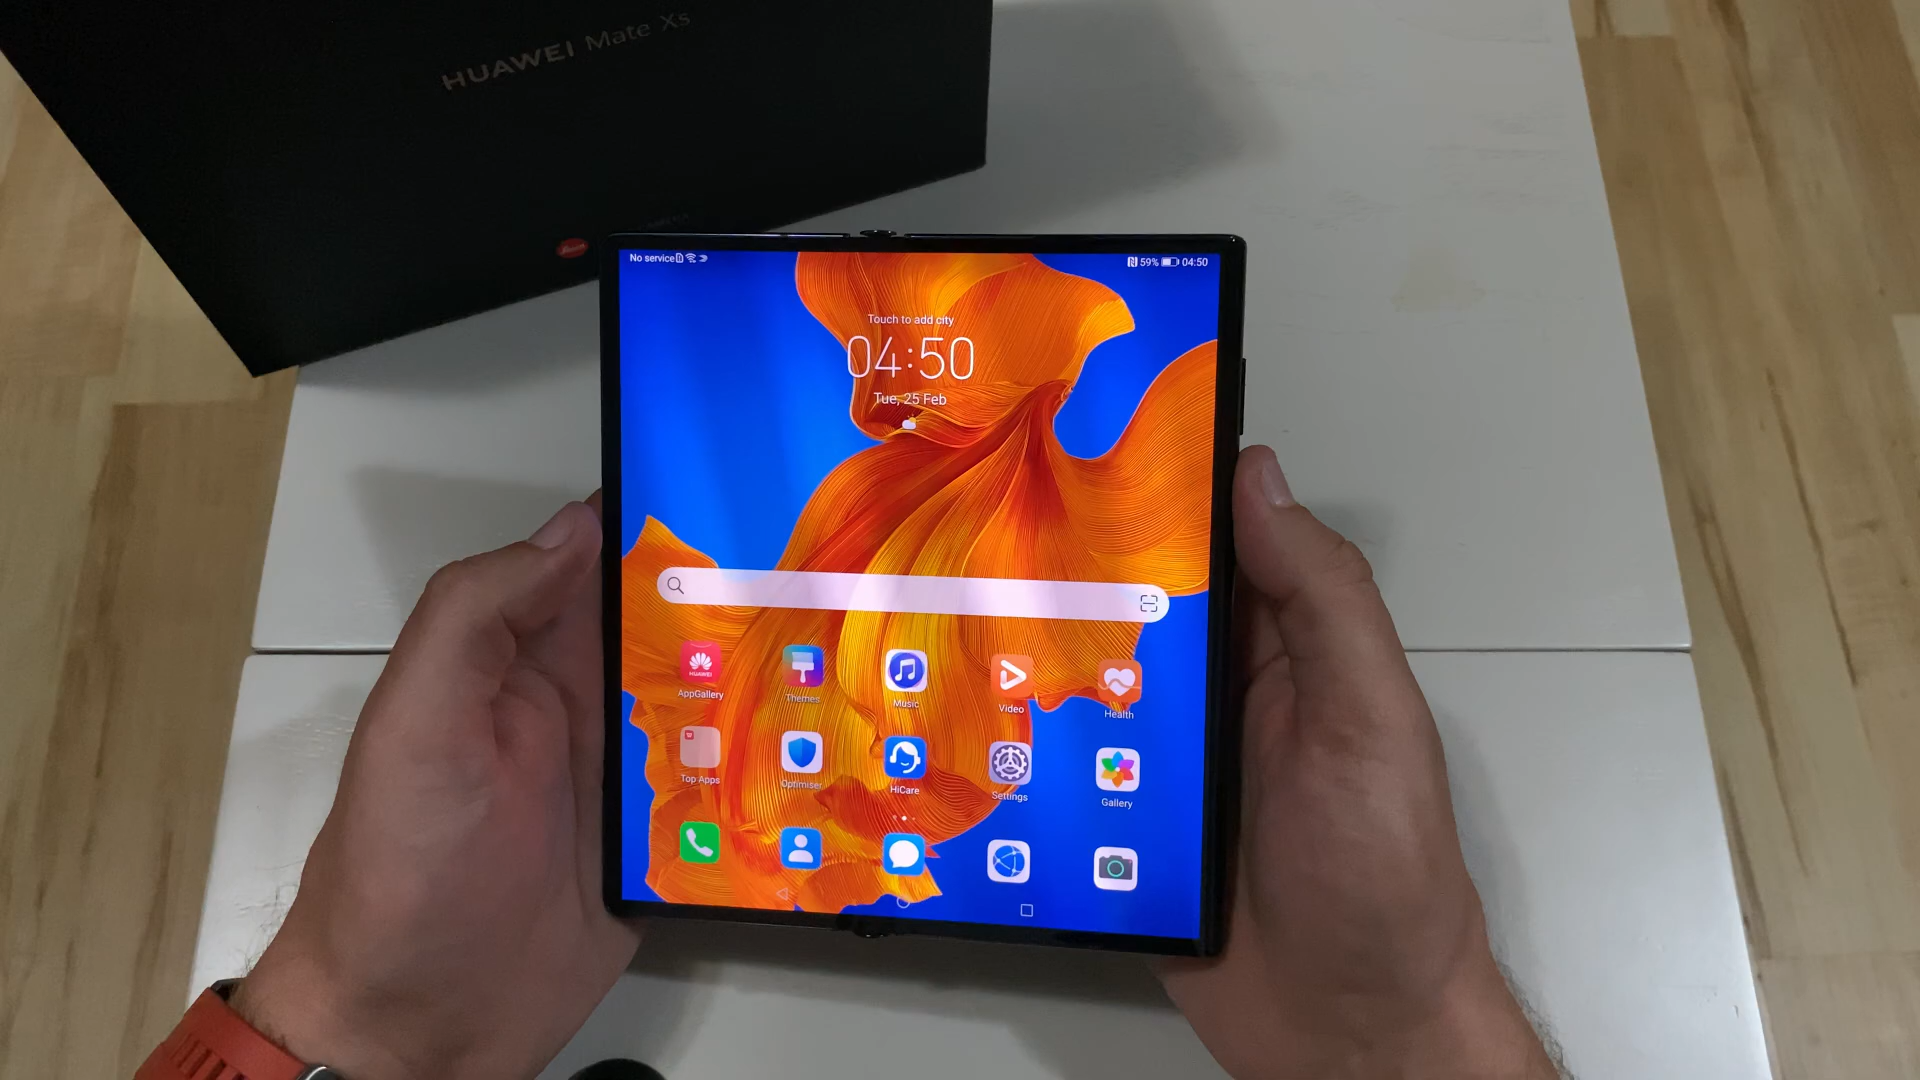 HUAWEI Mate Xs
No service
59% 04:50
Touch to add city
04:50
Tue, 25 Feb
HUAWEI
AppGallery
Themes
Music
Video
Health
Top Apps
Optimiser
HiCare
Settings
Gallery